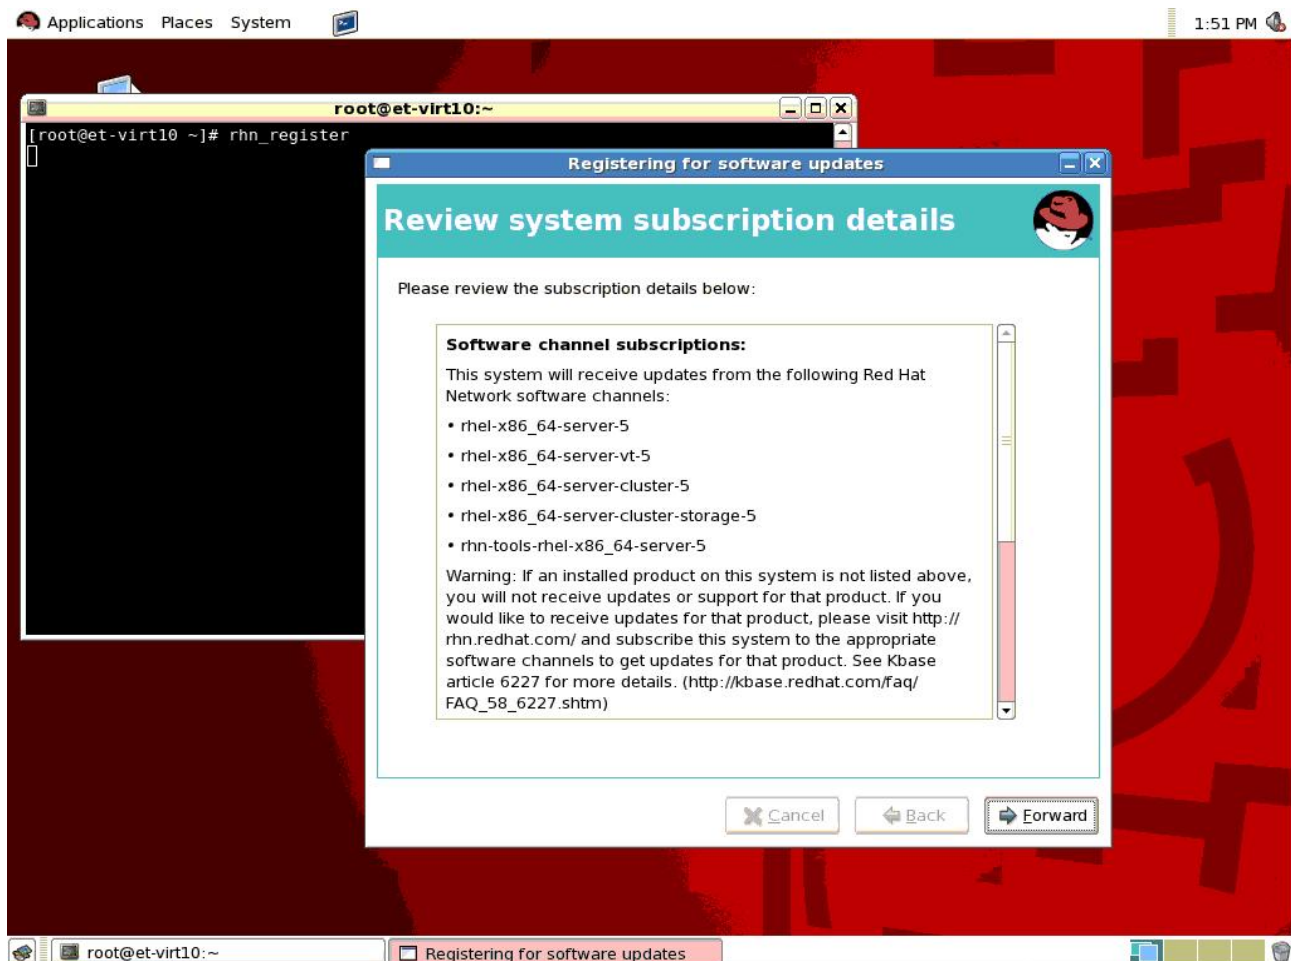 Applications Places System
1:51 PM
root@et-virt10:~
[root@et-virt10 ~]# rhn_register
Registering for software updates
Review system subscription details
Please review the subscription details below:
Software channel subscriptions:
This system will receive updates from the following Red Hat
Network software channels:
• rhel-x86_64-server-5
• rhel-x86_64-server-vt-5
• rhel-x86_64-server-cluster-5
• rhel-x86_64-server-cluster-storage-5
• rhn-tools-rhel-x86_64-server-5
Warning: If an installed product on this system is not listed above,
you will not receive updates or support for that product. If you
would like to receive updates for that product, please visit http://
rhn.redhat.com/ and subscribe this system to the appropriate
software channels to get updates for that product. See Kbase
article 6227 for more details. (http://kbase.redhat.com/faq/
FAQ_58_6227.shtm)
Cancel
Back
Forward
root@et-virt10:~
Registering for software updates